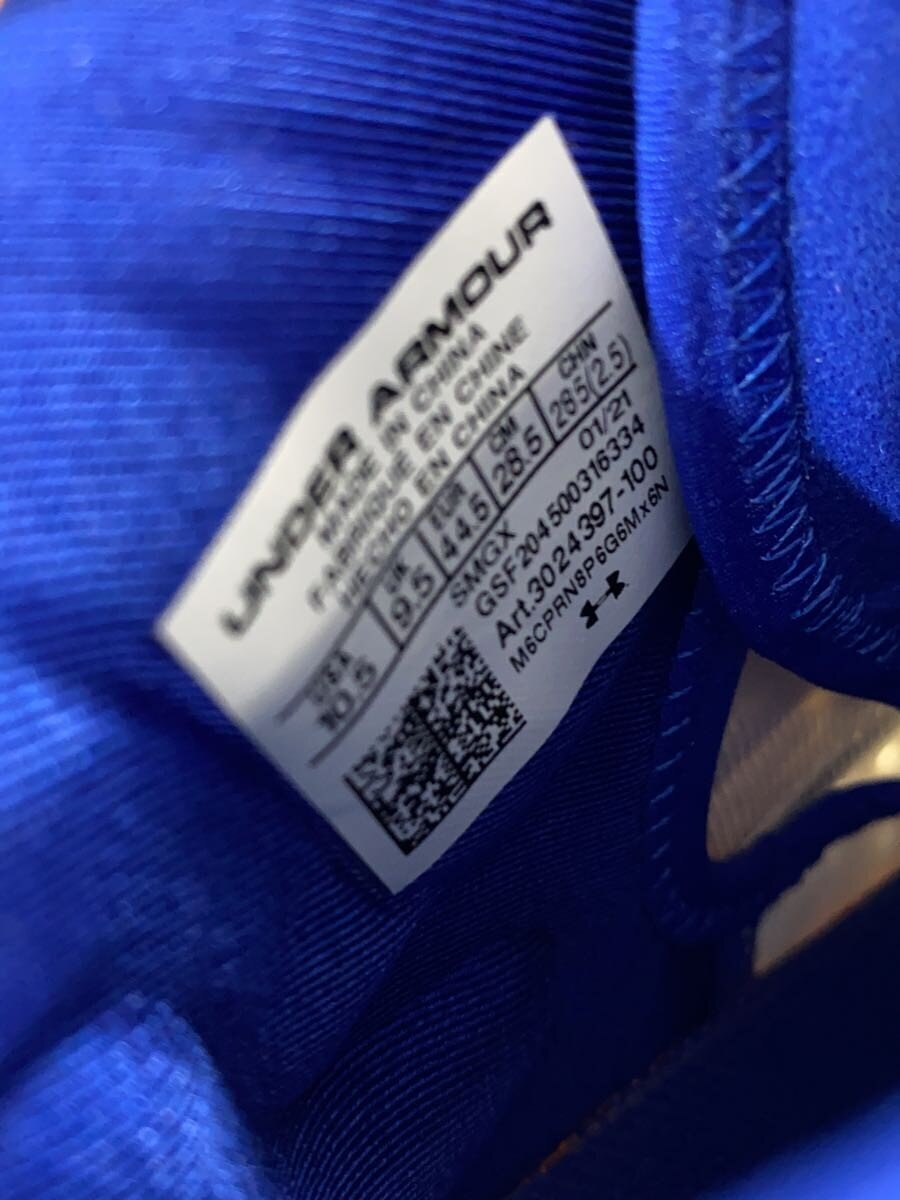 UNDER ARMOUR
MADE IN CHINA
FABRIQUÉ EN CHINE
HECHO EN CHINA
USA UK EUR CM CHN
10.5 9.5 44.5 28.5 285(2.5)
SMGX 01/21
GSF204500316334
Art.3024397-100
M6CPRN8P6G6Mx6N